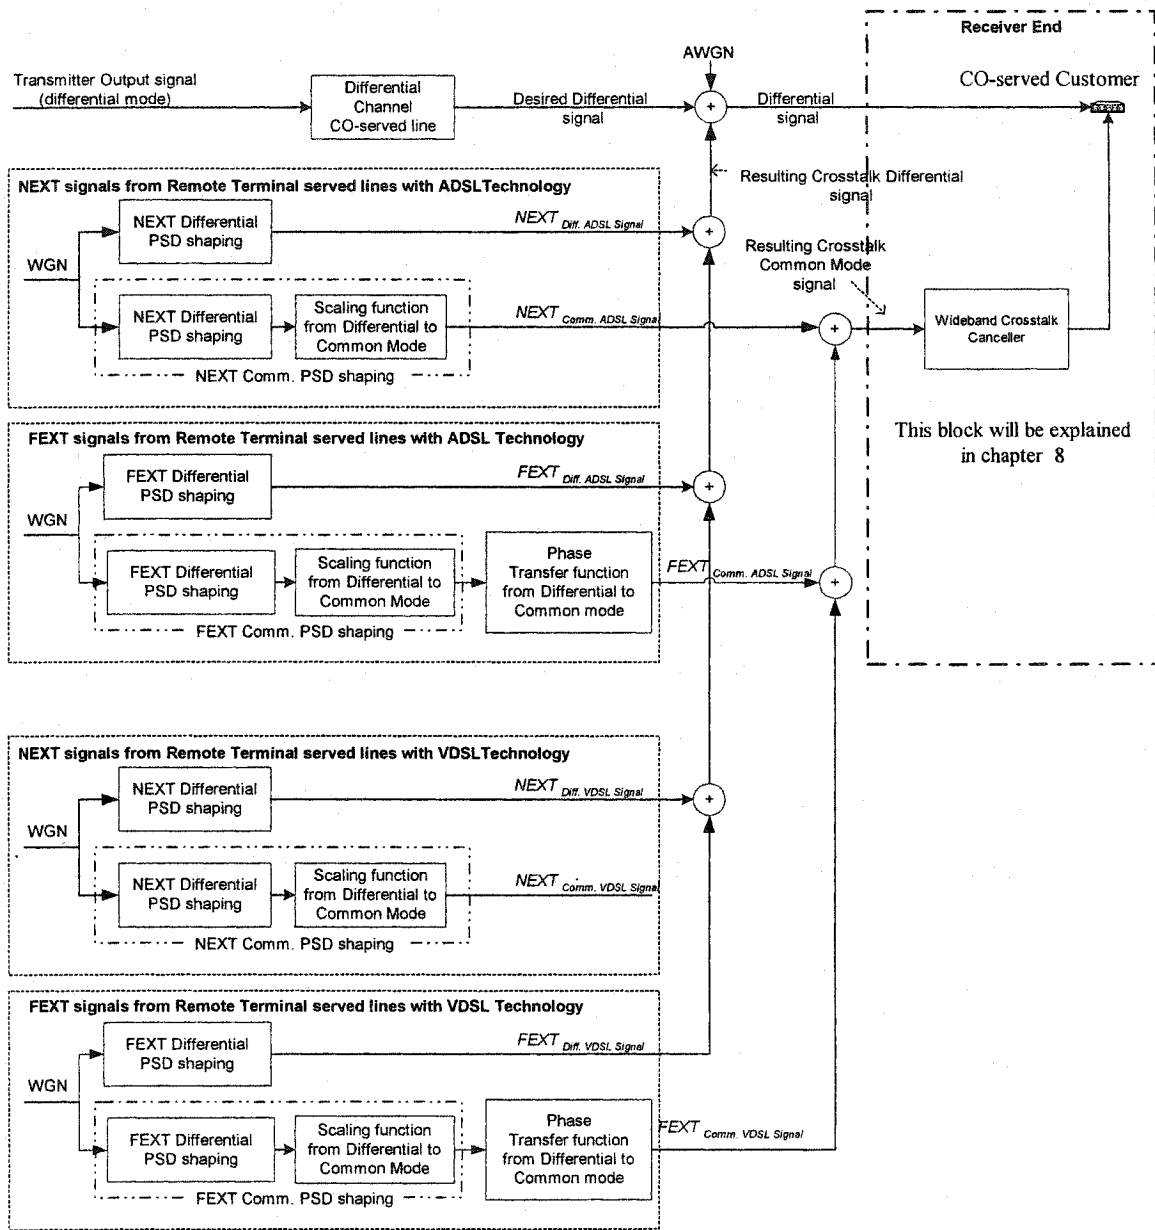 Receiver End
AWGN
CO-served Customer
Transmitter Output signal
(differential mode)
Differential
Channel
CO-served line
Desired Differential
signal
+
Differential
signal
NEXT signals from Remote Terminal served lines with ADSLTechnology
Resulting Crosstalk Differential
signal
NEXT Differential
PSD shaping
NEXT Diff. ADSL Signal
+
WGN
Resulting Crosstalk
Common Mode
signal
NEXT Differential
PSD shaping
Scaling function
from Differential to
Common Mode
NEXT Comm. ADSL Signal
+
Wideband Crosstalk
Canceller
NEXT Comm. PSD shaping
FEXT signals from Remote Terminal served lines with ADSL Technology
This block will be explained
in chapter 8
FEXT Differential
PSD shaping
FEXT Diff. ADSL Signal
+
WGN
FEXT Differential
PSD shaping
Scaling function
from Differential to
Common Mode
Phase
Transfer function
from Differential to
Common mode
FEXT Comm. ADSL Signal
+
FEXT Comm. PSD shaping
NEXT signals from Remote Terminal served lines with VDSLTechnology
NEXT Differential
PSD shaping
NEXT Diff. VDSL Signal
+
WGN
NEXT Differential
PSD shaping
Scaling function
from Differential to
Common Mode
NEXT Comm. VDSL Signal
NEXT Comm. PSD shaping
FEXT signals from Remote Terminal served lines with VDSL Technology
FEXT Differential
PSD shaping
FEXT Diff. VDSL Signal
WGN
FEXT Differential
PSD shaping
Scaling function
from Differential to
Common Mode
Phase
Transfer function
from Differential to
Common mode
FEXT Comm. VDSL Signal
FEXT Comm. PSD shaping